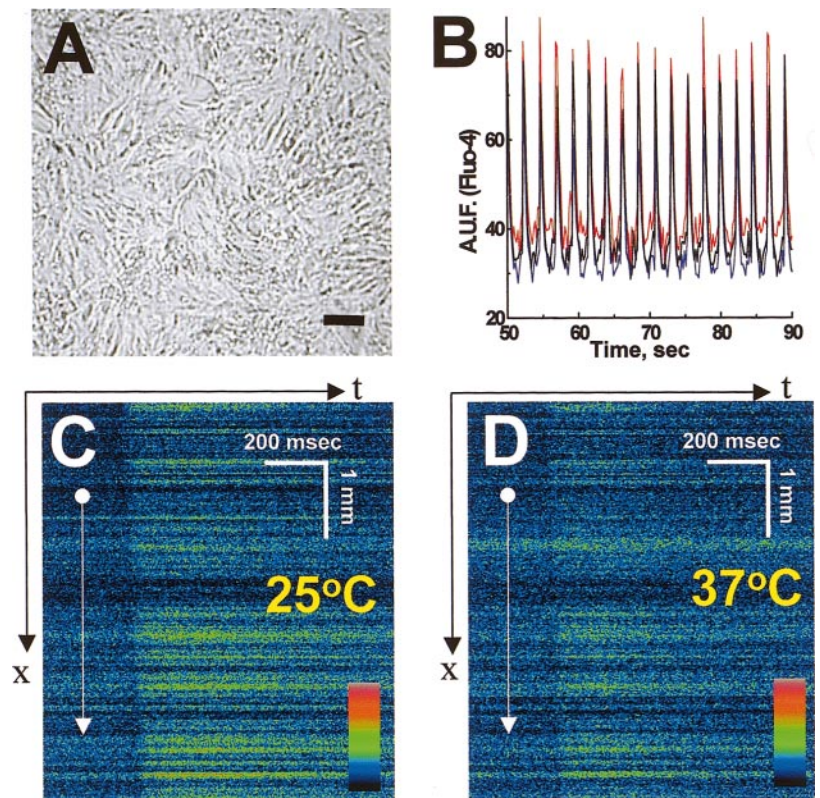 A
B
A.U.F. (Fluo-4)
80
60
40
20
50 60 70 80 90
Time, sec
t
C
200 msec
1 mm
25°C
x
t
D
200 msec
1 mm
37°C
x